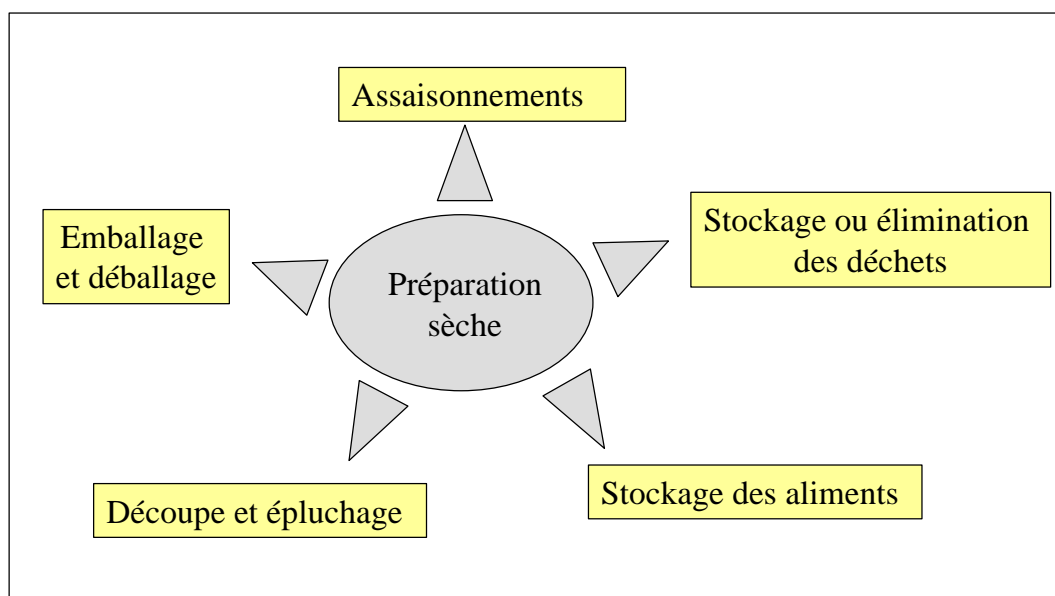 Assaisonnements
Emballage
et déballage
Stockage ou élimination
des déchets
Préparation
sèche
Découpe et épluchage
Stockage des aliments